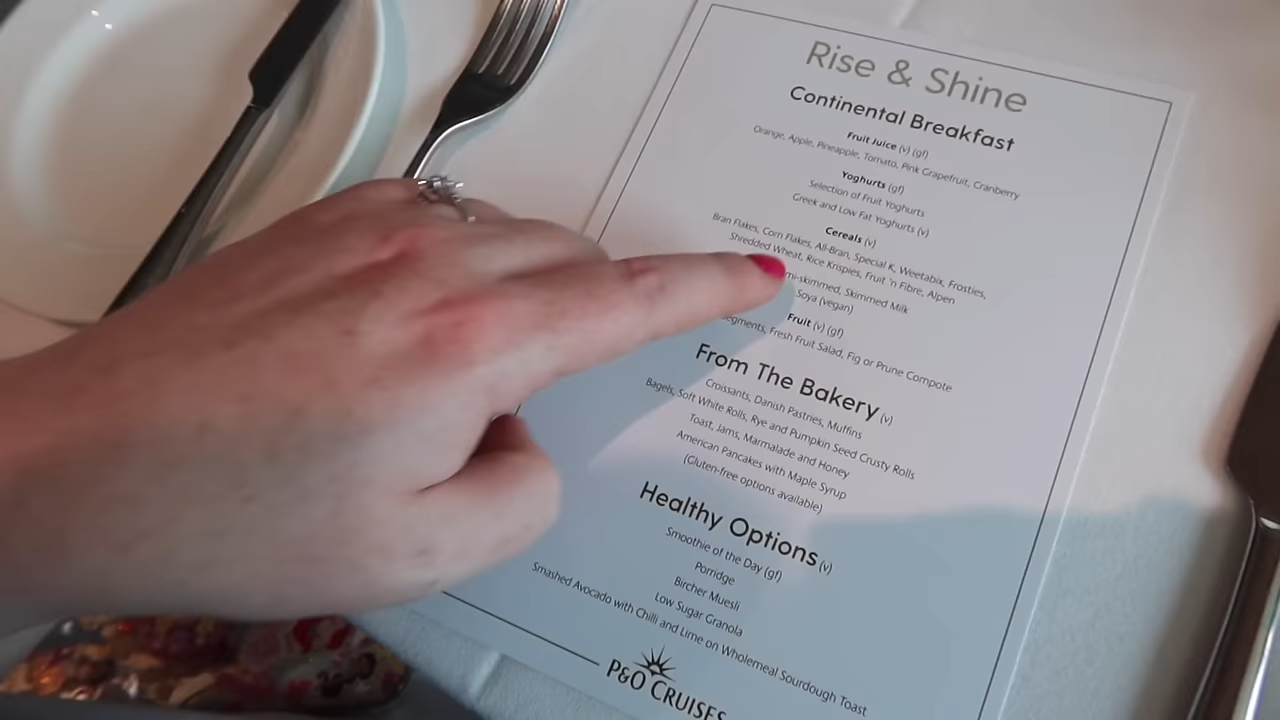 Rise & Shine
Continental Breakfast
Fruit Juice (v) (gf)
Orange, Apple, Pineapple, Tomato, Pink Grapefruit, Cranberry
Yoghurts (gf)
Selection of Fruit Yoghurts
Greek and Low Fat Yoghurts (v)
Cereals (v)
Bran Flakes, Corn Flakes, All-Bran, Special K, Weetabix, Frosties,
Shredded Wheat, Rice Krispies, Fruit 'n Fibre, Alpen
mi-skimmed, Skimmed Milk
Soya (vegan)
Fruit (v) (gf)
egments, Fresh Fruit Salad, Fig or Prune Compote
From The Bakery (v)
Croissants, Danish Pastries, Muffins
Bagels, Soft White Rolls, Rye and Pumpkin Seed Crusty Rolls
Toast, Jams, Marmalade and Honey
American Pancakes with Maple Syrup
(Gluten-free options available)
Healthy Options (v)
Smoothie of the Day (gf)
Porridge
Bircher Muesli
Low Sugar Granola
Smashed Avocado with Chilli and Lime on Wholemeal Sourdough Toast
P&O CRUISES